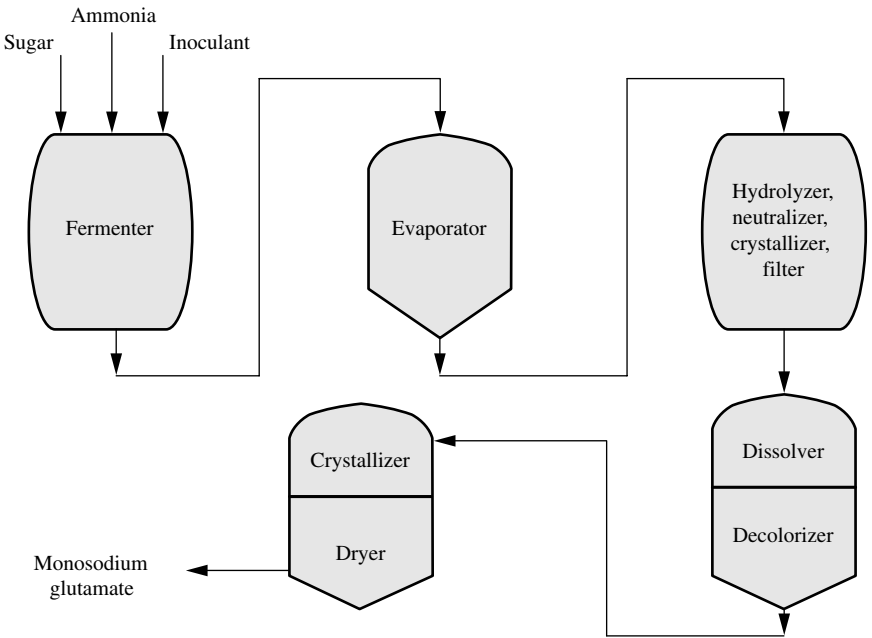 Ammonia
Sugar
Inoculant
Fermenter
Evaporator
Hydrolyzer,
neutralizer,
crystallizer,
filter
Dissolver
Decolorizer
Crystallizer
Dryer
Monosodium
glutamate